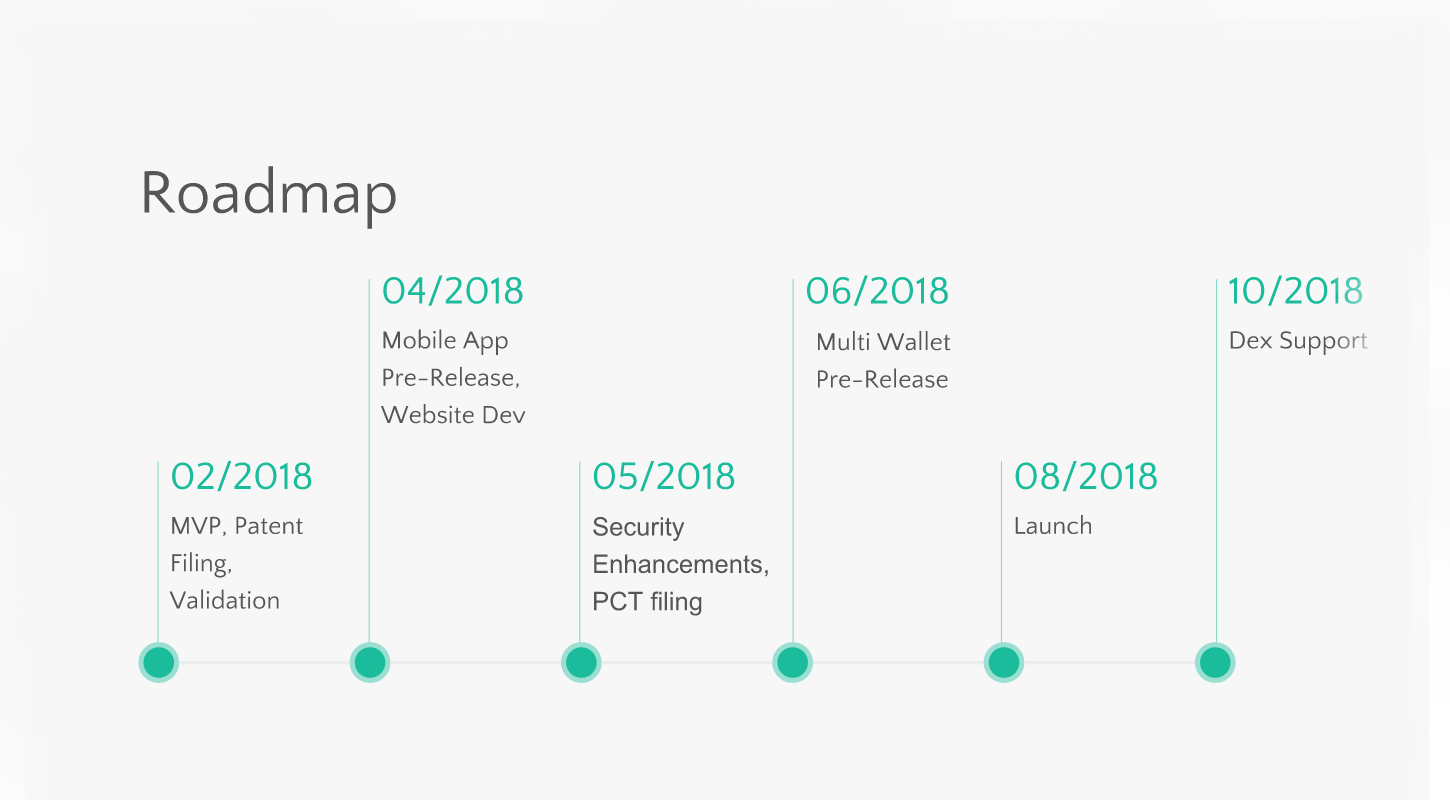 Roadmap
02/2018
MVP, Patent
Filing,
Validation
04/2018
Mobile App
Pre-Release,
Website Dev
05/2018
Security
Enhancements,
PCT filing
06/2018
Multi Wallet
Pre-Release
08/2018
Launch
10/2018
Dex Support